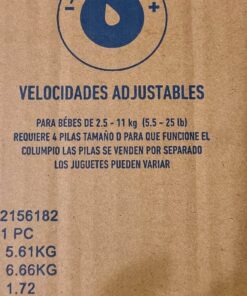 - +
VELOCIDADES ADJUSTABLES
PARA BÉBES DE 2.5 - 11 kg (5.5 - 25 lb)
REQUIERE 4 PILAS TAMAÑO D PARA QUE FUNCIONE EL
COLUMPIO LAS PILAS SE VENDEN POR SEPARADO
LOS JUGUETES PUEDEN VARIAR
2156182
1 PC
5.61KG
6.66KG
1.72